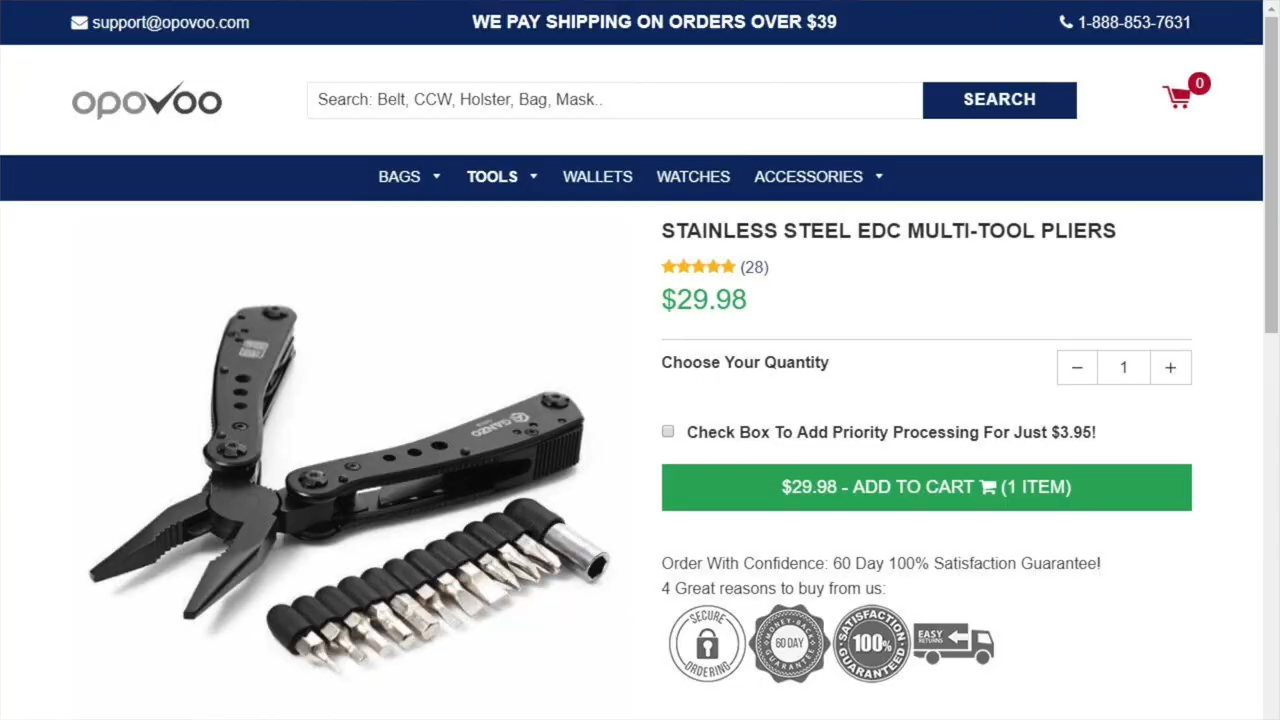 support@opovoo.com
WE PAY SHIPPING ON ORDERS OVER $39
1-888-853-7631
opovoo
Search: Belt, CCW, Holster, Bag, Mask..
SEARCH
0
BAGS
TOOLS
WALLETS
WATCHES
ACCESSORIES
STAINLESS STEEL EDC MULTI-TOOL PLIERS
(28)
$29.98
Choose Your Quantity
− 1 +
Check Box To Add Priority Processing For Just $3.95!
$29.98 - ADD TO CART (1 ITEM)
GANZO
Order With Confidence: 60 Day 100% Satisfaction Guarantee!
4 Great reasons to buy from us:
SECURE
ORDERING
MONEY-BACK
60 DAY
GUARANTEE
SATISFACTION
100%
GUARANTEED
EASY
RETURNS